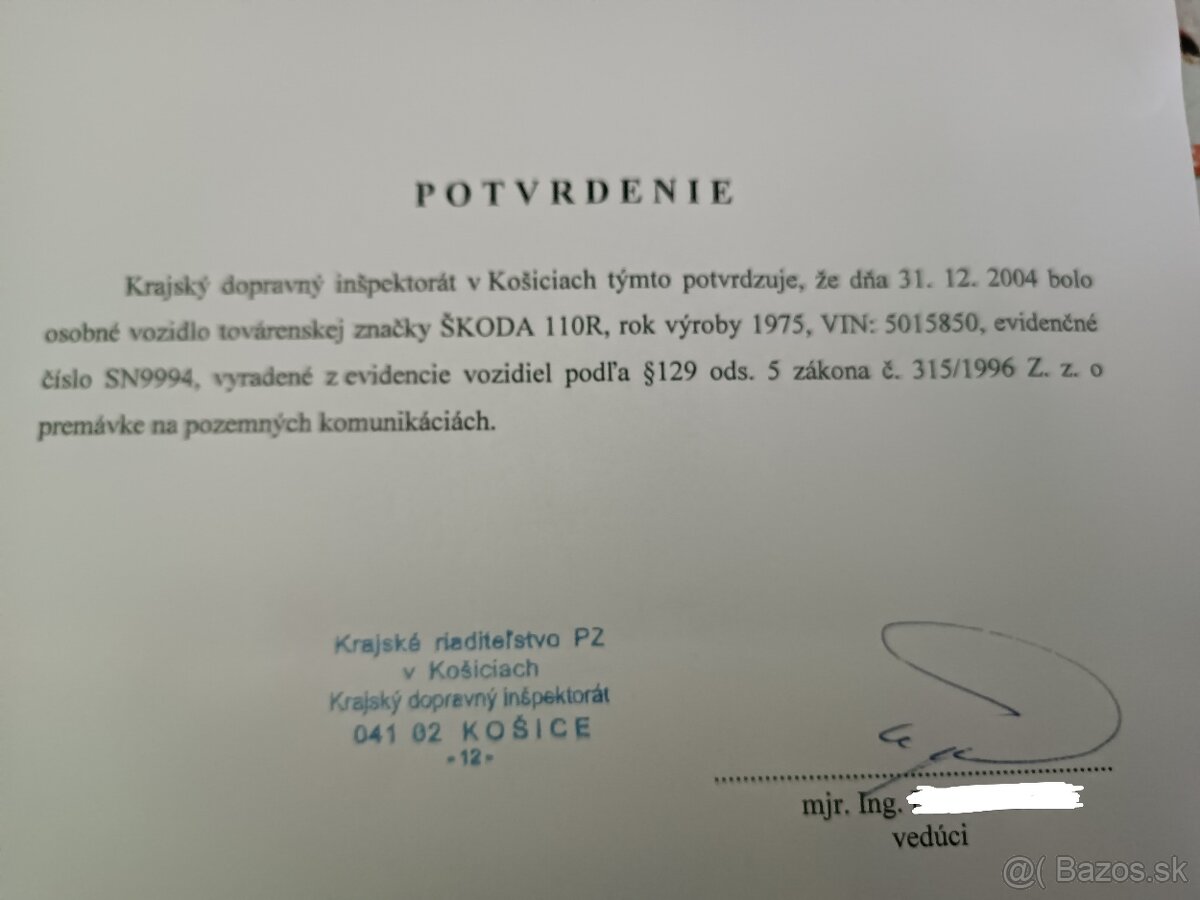 POTVRDENIE
Krajský dopravný inšpektorát v Košiciach týmto potvrdzuje, že dňa 31. 12. 2004 bolo
osobné vozidlo továrenskej značky ŠKODA 110R, rok výroby 1975, VIN: 5015850, evidenčné
číslo SN9994, vyradené z evidencie vozidiel podľa §129 ods. 5 zákona č. 315/1996 Z. z. o
premávke na pozemných komunikáciách.
Krajské riaditeľstvo PZ
v Košiciach
Krajský dopravný inšpektorát
041 02 KOŠICE
-12-
mjr. Ing.
vedúci
@( Bazos.sk